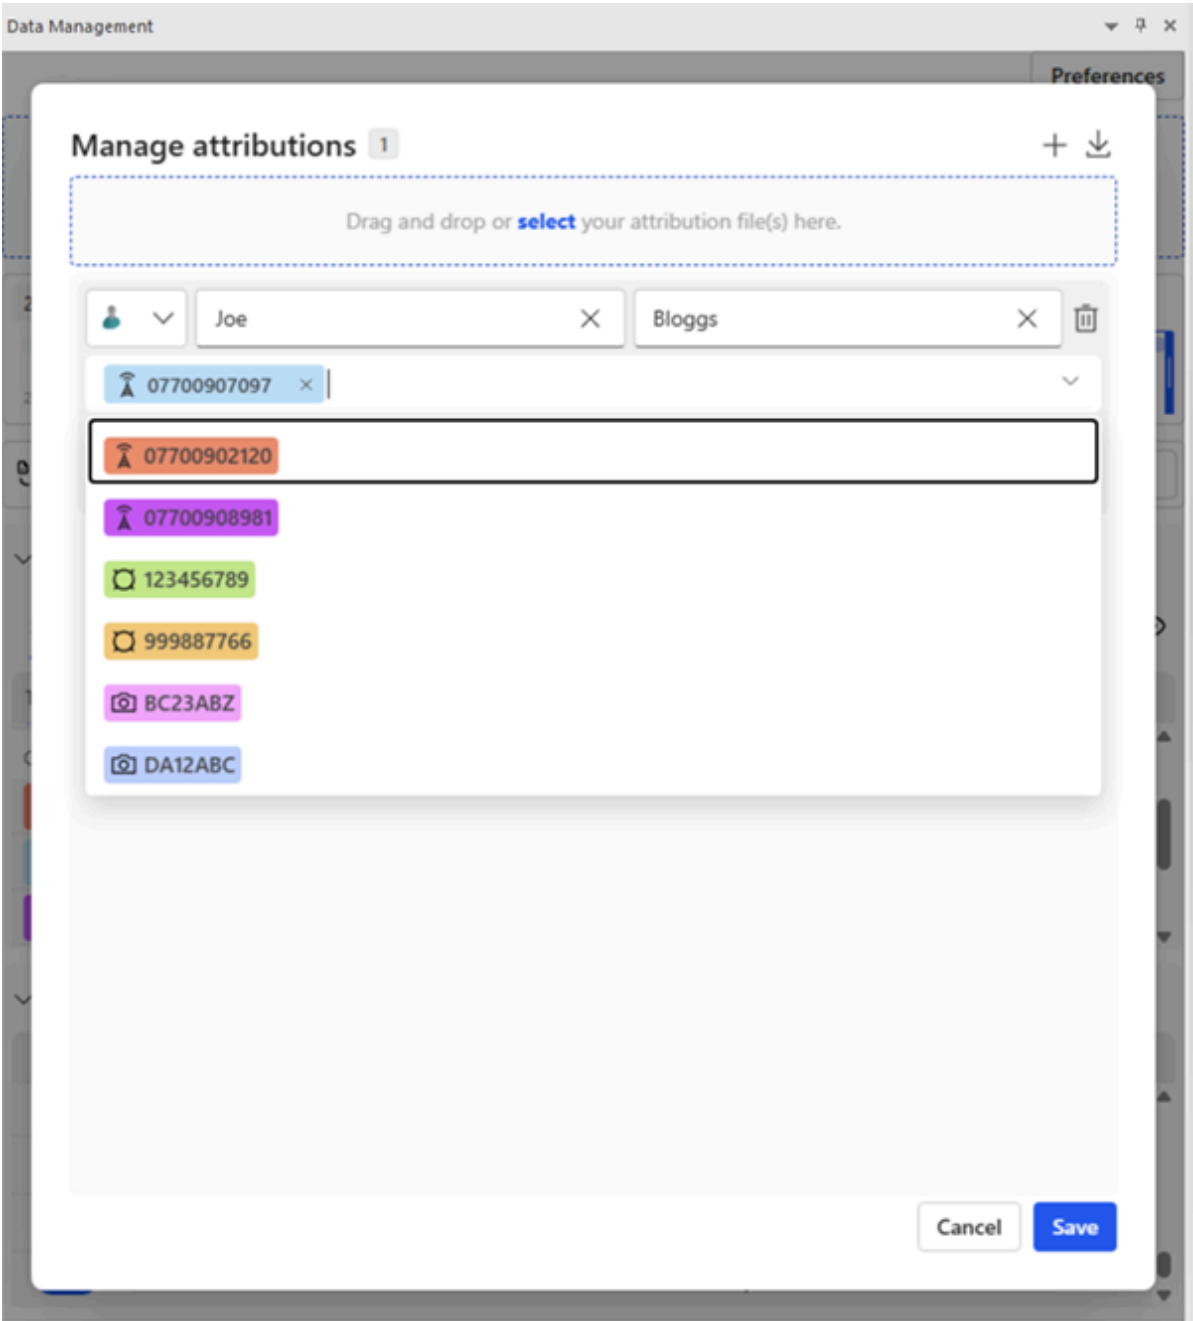 Data Management
Preferences
Manage attributions 1
Drag and drop or select your attribution file(s) here.
Joe Bloggs
07700907097
07700902120
07700908981
123456789
999887766
BC23ABZ
DA12ABC
Cancel Save